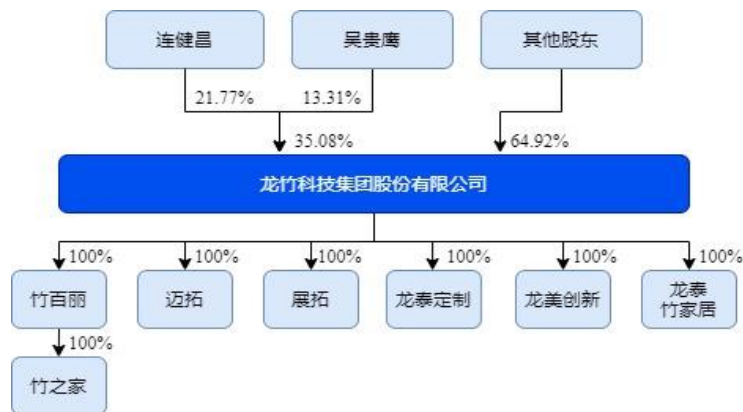 连健昌
吴贵鹰
其他股东
21.77%
13.31%
35.08%
64.92%
龙竹科技集团股份有限公司
100%
100%
100%
100%
100%
100%
竹百丽
迈拓
展拓
龙泰定制
龙美创新
龙泰
竹家居
100%
竹之家